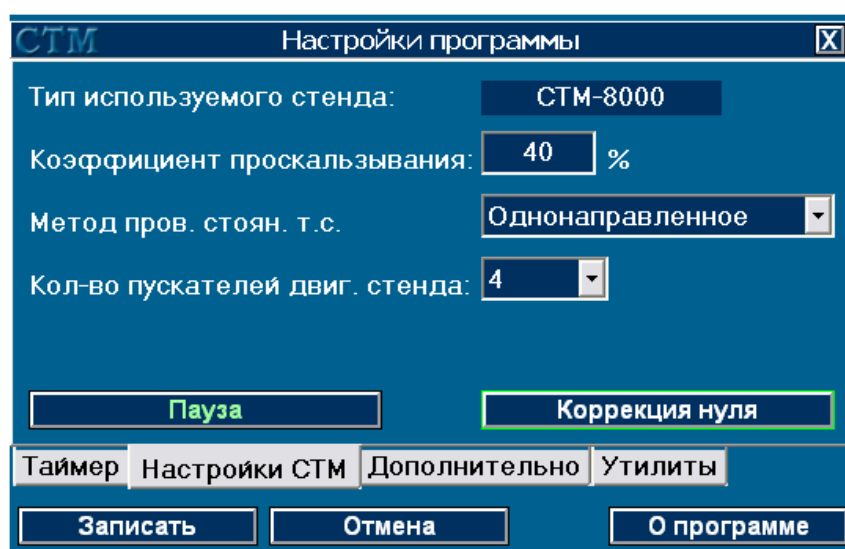 СТМ Настройки программы X
Тип используемого стенда: СТМ-8000
Коэффициент проскальзывания: 40 %
Метод пров. стоян. т.с. Однонаправленное
Кол-во пускателей двиг. стенда: 4
Пауза Коррекция нуля
Таймер Настройки СТМ Дополнительно Утилиты
Записать Отмена О программе